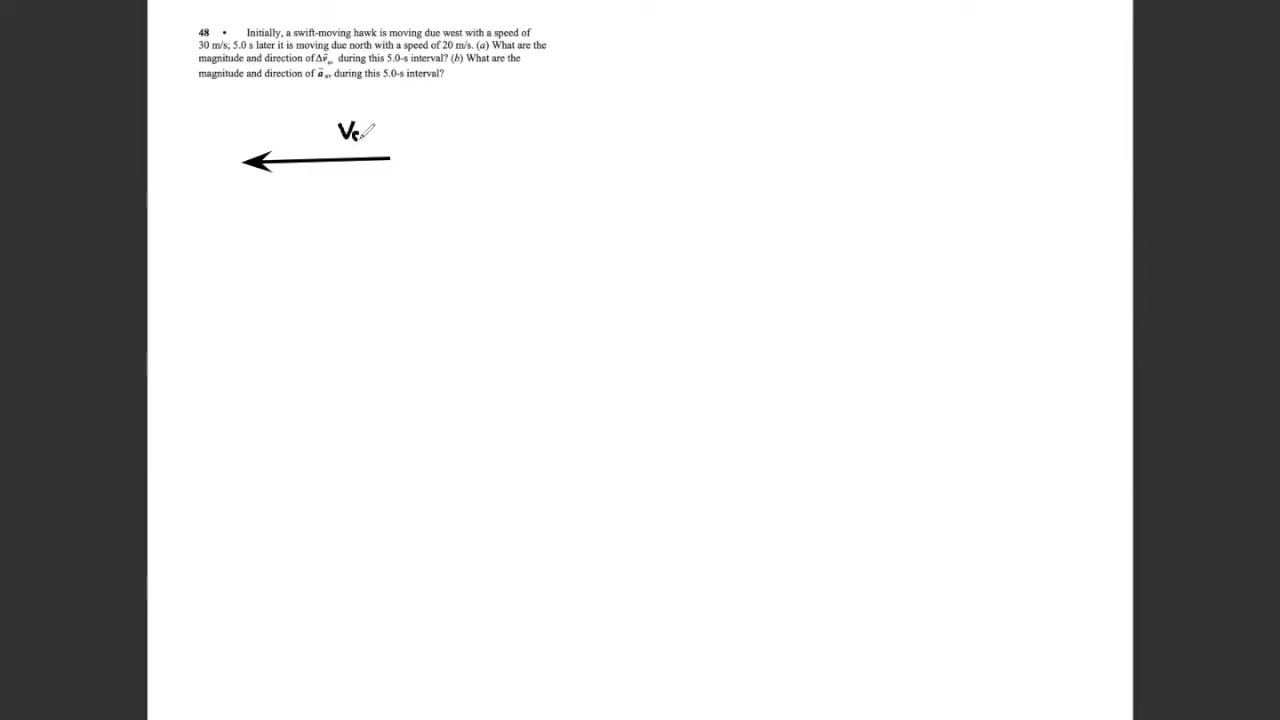 48 • Initially, a swift-moving hawk is moving due west with a speed of
30 m/s; 5.0 s later it is moving due north with a speed of 20 m/s. (a) What are the
magnitude and direction of Δv⃗av during this 5.0-s interval? (b) What are the
magnitude and direction of a⃗av during this 5.0-s interval?
V